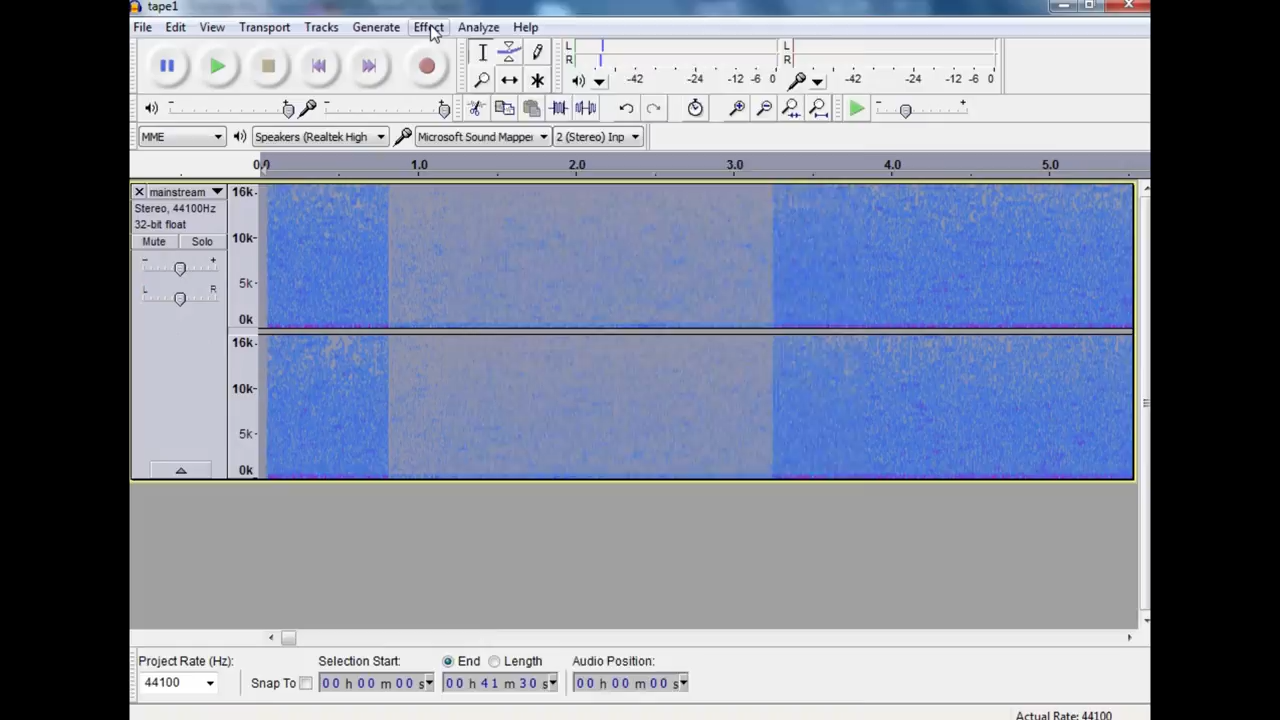 tape1
File Edit View Transport Tracks Generate Effect Analyze Help
L
R
-42 -24 -12 -6 0
L
R
-42 -24 -12 -6 0
MME
Speakers (Realtek High
Microsoft Sound Mapper
2 (Stereo) Inp
1.0 2.0 3.0 4.0 5.0
mainstream
Stereo, 44100Hz
32-bit float
Mute Solo
- +
L R
16k-
10k-
5k-
0k
16k-
10k-
5k-
0k
Project Rate (Hz): Selection Start: End Length Audio Position:
44100 Snap To 00 h 00 m 00 s 00 h 41 m 30 s 00 h 00 m 00 s
Actual Rate: 44100